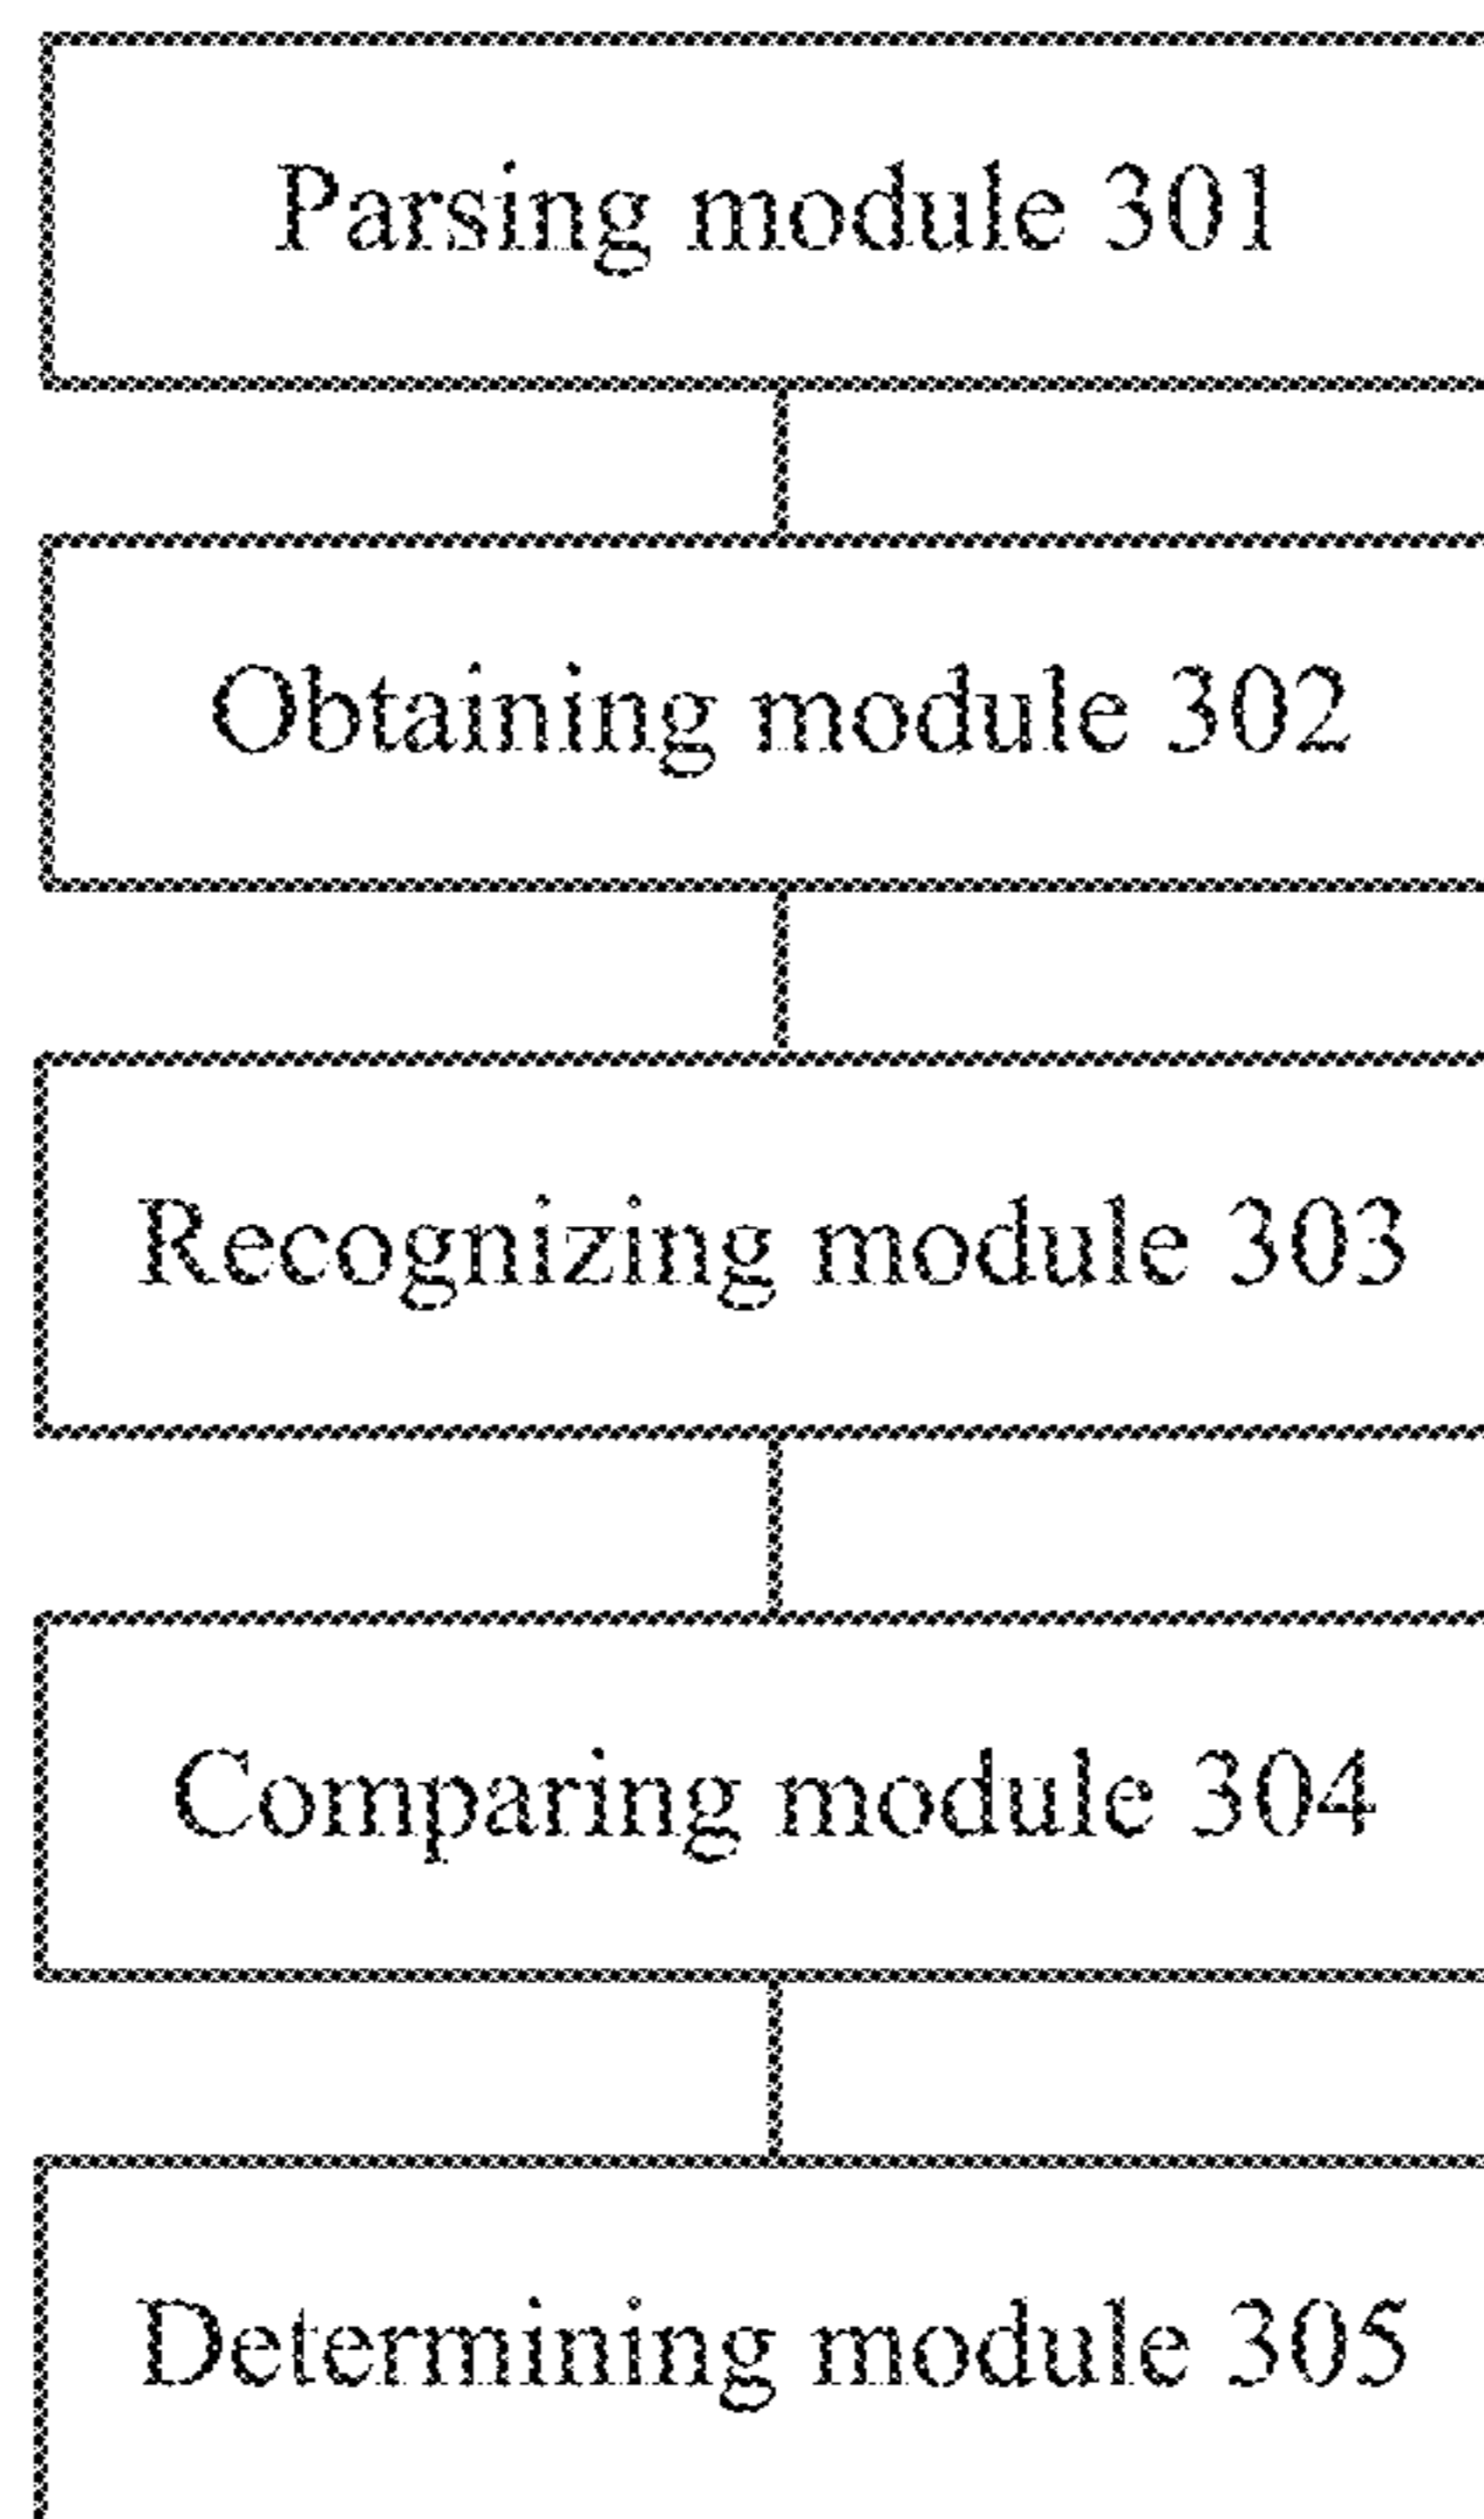 Parsing module 301
Obtaining module 302
Recognizing module 303
Comparing module 304
Determining module 305